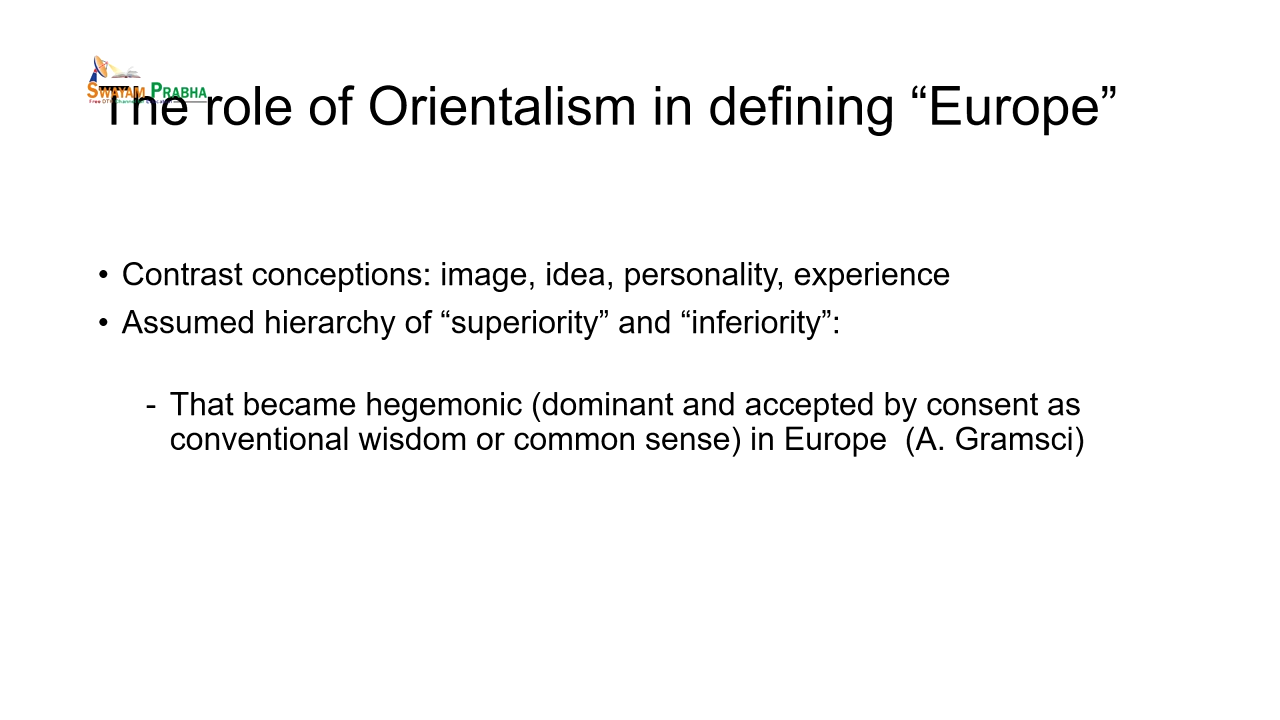 SWAYAM PRABHA
The role of Orientalism in defining “Europe”
• Contrast conceptions: image, idea, personality, experience
• Assumed hierarchy of “superiority” and “inferiority”:
- That became hegemonic (dominant and accepted by consent as
conventional wisdom or common sense) in Europe  (A. Gramsci)